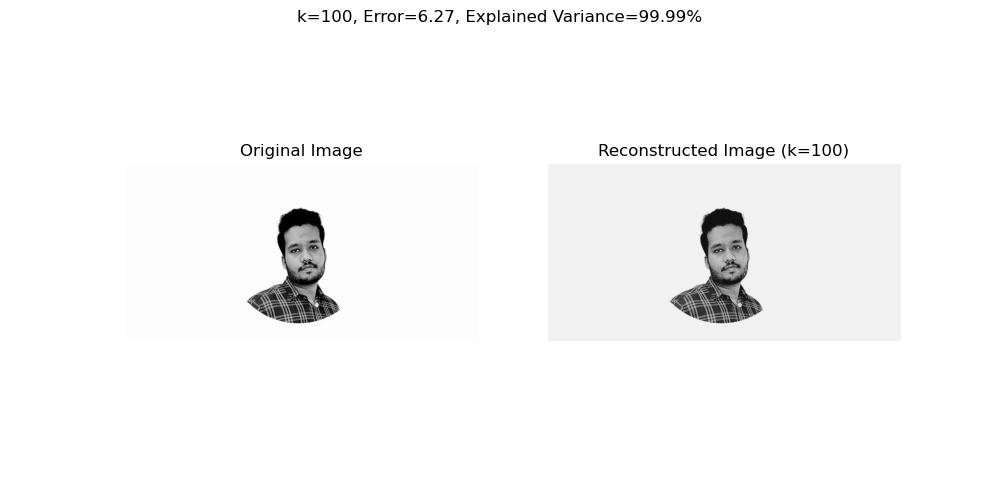 k=100, Error=6.27, Explained Variance=99.99%
Original Image
Reconstructed Image (k=100)